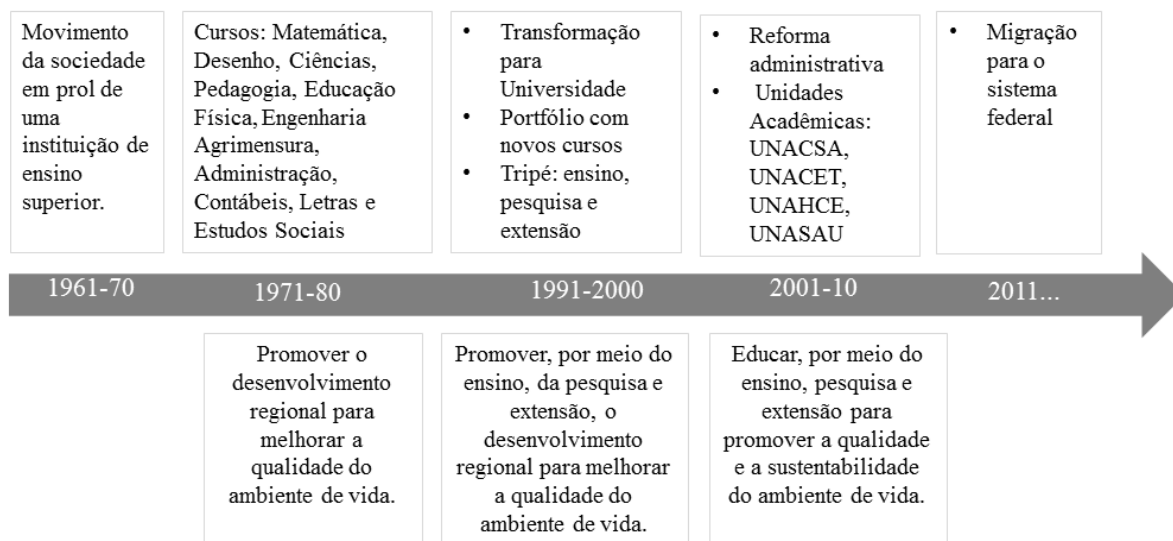 Movimento
da sociedade
em prol de
uma
instituição de
ensino
superior.
Cursos: Matemática,
Desenho, Ciências,
Pedagogia, Educação
Física, Engenharia
Agrimensura,
Administração,
Contábeis, Letras e
Estudos Sociais
• Transformação
para
Universidade
• Portfólio com
novos cursos
• Tripé: ensino,
pesquisa e
extensão
• Reforma
administrativa
• Unidades
Acadêmicas:
UNACSA,
UNACET,
UNAHCE,
UNASAU
• Migração
para o
sistema
federal
1961-70
1971-80
1991-2000
2001-10
2011...
Promover o
desenvolvimento
regional para
melhorar a
qualidade do
ambiente de vida.
Promover, por meio do
ensino, da pesquisa e
extensão, o
desenvolvimento
regional para melhorar
a qualidade do
ambiente de vida.
Educar, por meio do
ensino, pesquisa e
extensão para
promover a qualidade
e a sustentabilidade
do ambiente de vida.